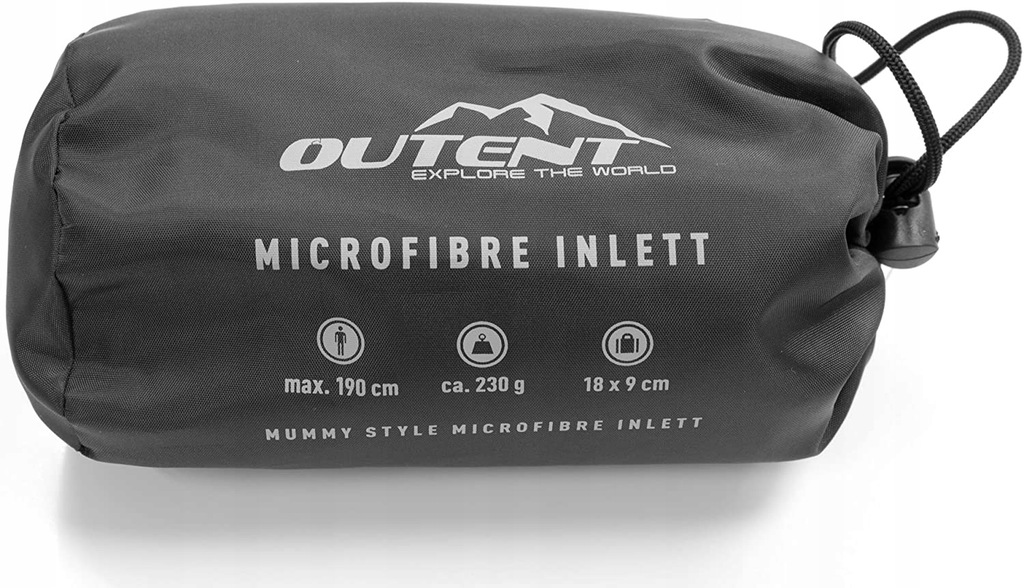 OUTENT
EXPLORE THE WORLD
MICROFIBRE INLETT
max. 190 cm ca. 230 g 18 x 9 cm
MUMMY STYLE MICROFIBRE INLETT